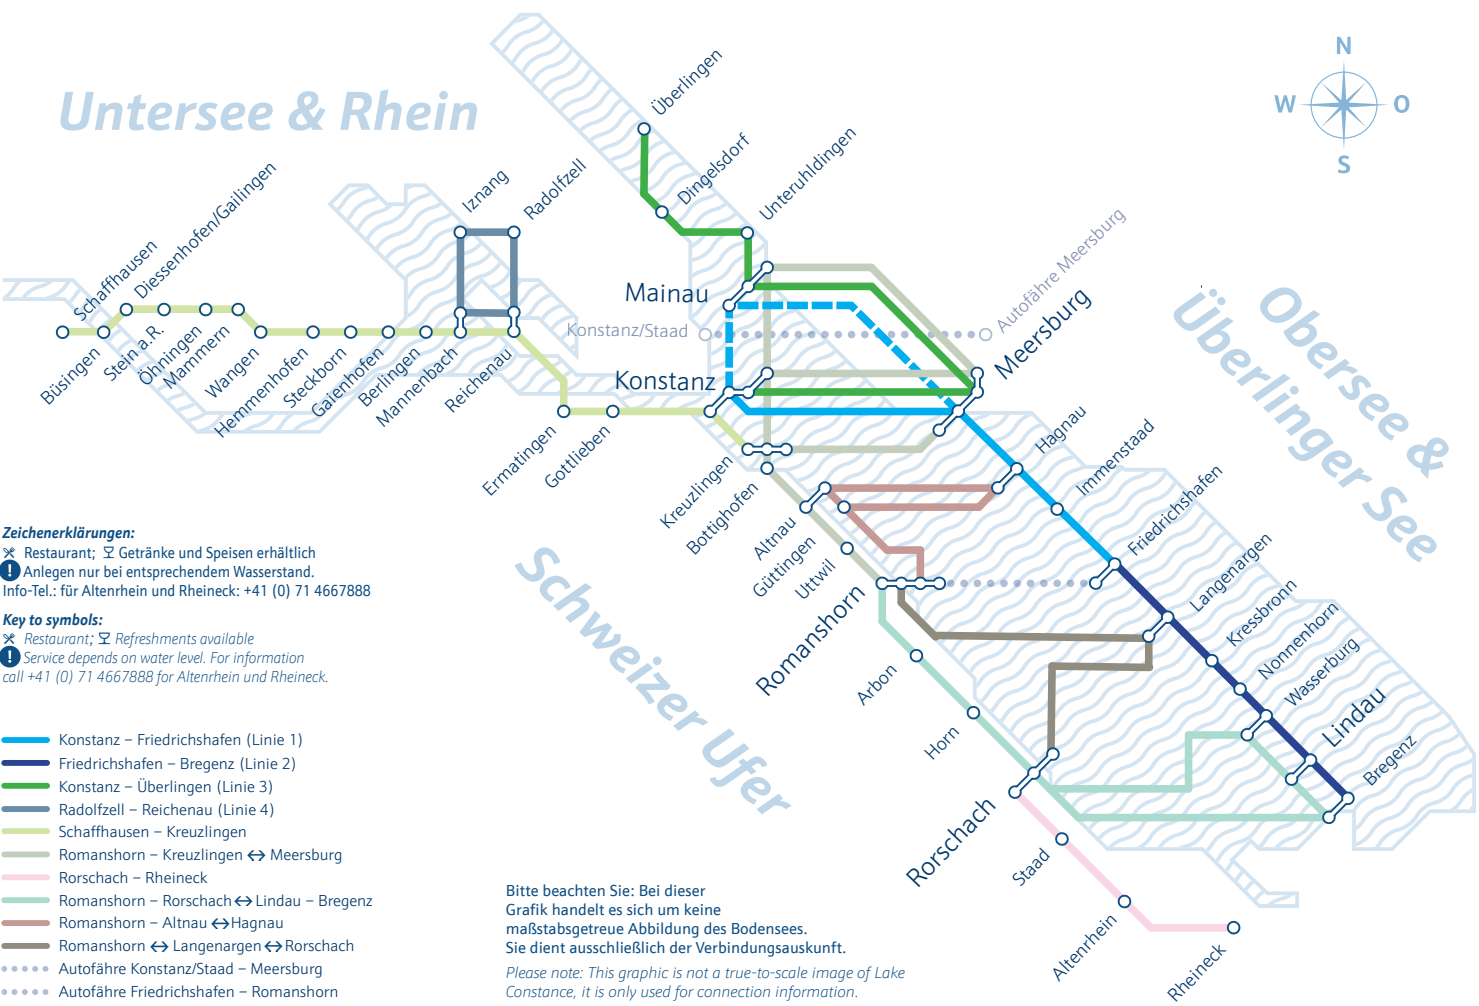 Untersee & Rhein
N
W
O
S
Überlingen
Dingelsdorf
Unteruhldingen
Iznang
Radolfzell
Schaffhausen
Diessenhofen/Gailingen
Büsingen
Stein a.R.
Öhningen
Mammern
Wangen
Hemmenhofen
Steckborn
Gaienhofen
Berlingen
Mannenbach
Reichenau
Ermatingen
Gottlieben
Mainau
Konstanz/Staad
Autofähre Meersburg
Konstanz
Meersburg
Obersee &
Überlinger See
Kreuzlingen
Bottighofen
Altnau
Güttingen
Uttwil
Romanshorn
Hagnau
Immenstaad
Friedrichshafen
Langenargen
Kressbronn
Nonnenhorn
Wasserburg
Lindau
Bregenz
Arbon
Horn
Rorschach
Staad
Altenrhein
Rheineck
Schweizer Ufer
Zeichenerklärungen:
Restaurant; Getränke und Speisen erhältlich
! Anlegen nur bei entsprechendem Wasserstand.
Info-Tel.: für Altenrhein und Rheineck: +41 (0) 71 4667888
Key to symbols:
Restaurant; Refreshments available
! Service depends on water level. For information
call +41 (0) 71 4667888 for Altenrhein und Rheineck.
Konstanz – Friedrichshafen (Linie 1)
Friedrichshafen – Bregenz (Linie 2)
Konstanz – Überlingen (Linie 3)
Radolfzell – Reichenau (Linie 4)
Schaffhausen – Kreuzlingen
Romanshorn – Kreuzlingen ↔ Meersburg
Rorschach – Rheineck
Romanshorn – Rorschach ↔ Lindau – Bregenz
Romanshorn – Altnau ↔ Hagnau
Romanshorn ↔ Langenargen ↔ Rorschach
Autofähre Konstanz/Staad – Meersburg
Autofähre Friedrichshafen – Romanshorn
Bitte beachten Sie: Bei dieser
Grafik handelt es sich um keine
maßstabsgetreue Abbildung des Bodensees.
Sie dient ausschließlich der Verbindungsauskunft.
Please note: This graphic is not a true-to-scale image of Lake
Constance, it is only used for connection information.